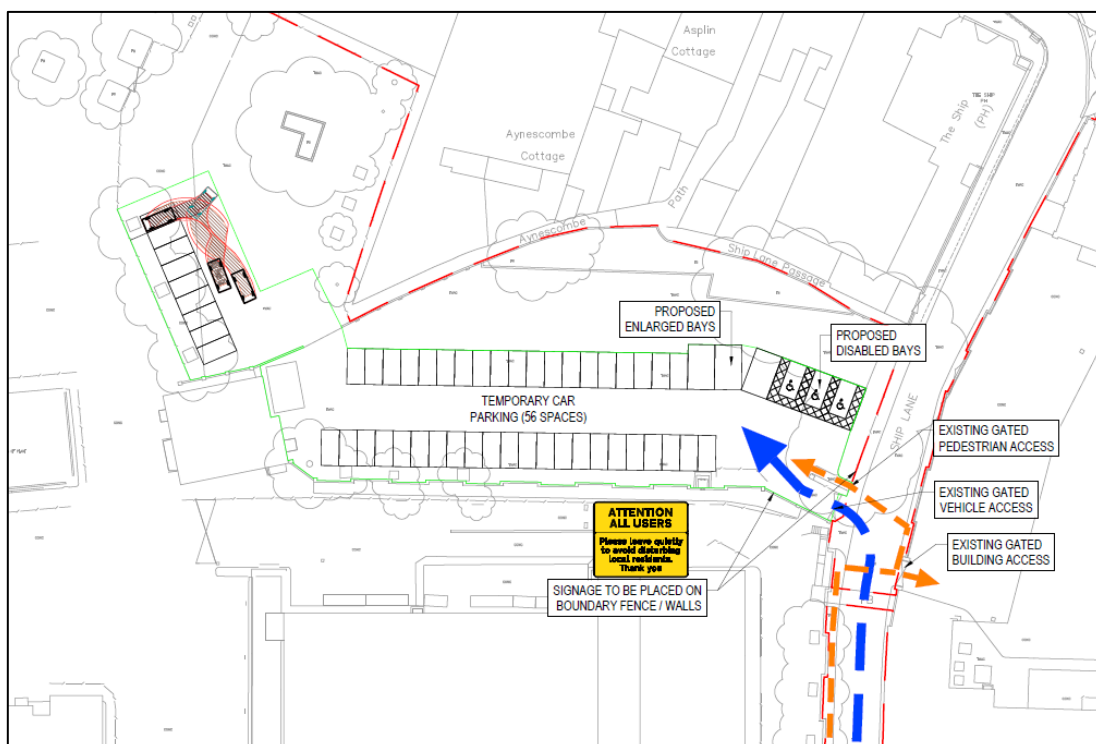 Asplin
Cottage
THE SHIP
PH
The Ship
(PH)
Aynescombe
Cottage
Path
Aynescombe
Ship Lane Passage
PROPOSED
ENLARGED BAYS
PROPOSED
DISABLED BAYS
TEMPORARY CAR
PARKING (56 SPACES)
SHIP LANE
EXISTING GATED
PEDESTRIAN ACCESS
EXISTING GATED
VEHICLE ACCESS
EXISTING GATED
BUILDING ACCESS
ATTENTION
ALL USERS
Please leave quietly
to avoid disturbing
local residents.
Thank you
SIGNAGE TO BE PLACED ON
BOUNDARY FENCE / WALLS